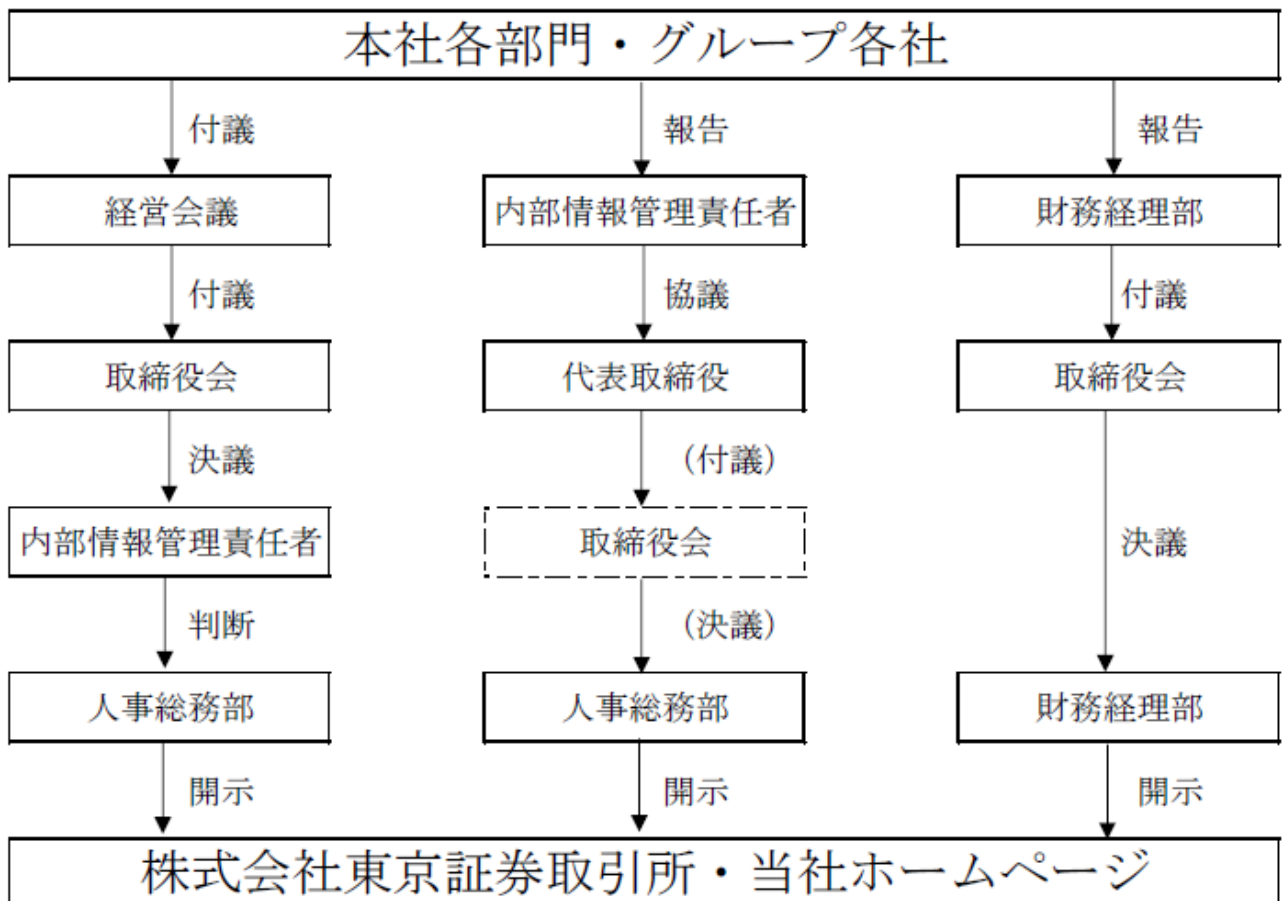 本社各部門・グループ各社
付議
報告
報告
経営会議
内部情報管理責任者
財務経理部
付議
協議
付議
取締役会
代表取締役
取締役会
決議
(付議)
内部情報管理責任者
取締役会
決議
判断
(決議)
人事総務部
人事総務部
財務経理部
開示
開示
開示
株式会社東京証券取引所・当社ホームページ